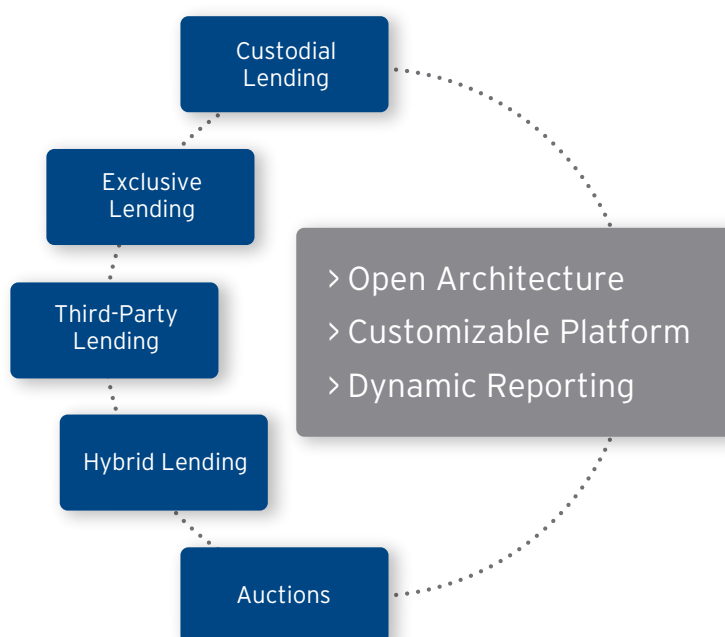 Custodial
Lending
Exclusive
Lending
Third-Party
Lending
Hybrid Lending
Auctions
> Open Architecture
> Customizable Platform
> Dynamic Reporting